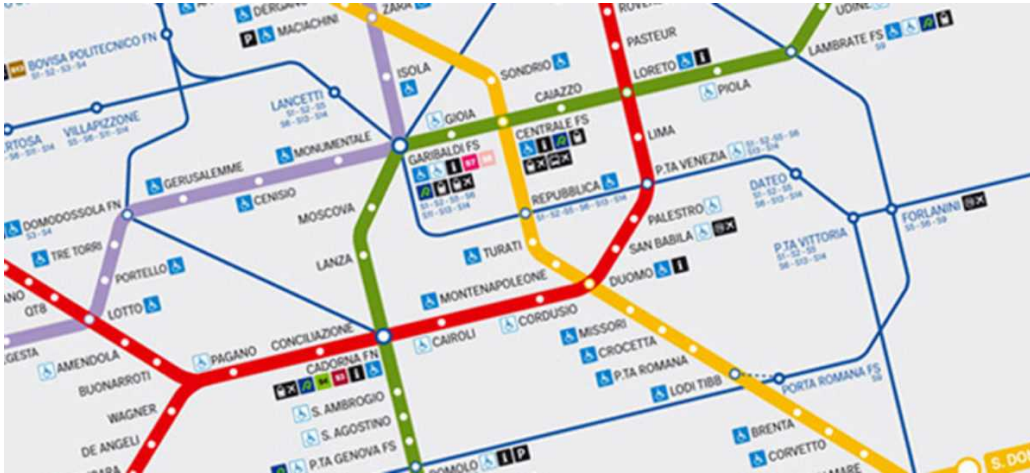 DERGANO
MACIACHINI
ZARA
ROVERE
UDINE
BOVISA POLITECNICO FN
S1-S2-S3-S4
ISOLA
SONDRIO
PASTEUR
LORETO
LAMBRATE FS
S9
LANCETTI
S1-S2-S5
S6-S13-S14
VILLAPIZZONE
S5-S6-S11-S14
GIOIA
CAIAZZO
PIOLA
CENTRALE FS
MONUMENTALE
GARIBALDI FS
S1-S2-S5-S6
S11-S13-S14
LIMA
P.TA VENEZIA
S1-S2-S5-S6
S13-S14
GERUSALEMME
CENISIO
MOSCOVA
REPUBBLICA
S1-S2-S5-S6-S13-S14
DATEO
S1-S2-S5
S6-S13-S14
DOMODOSSOLA FN
S3-S4
PALESTRO
FORLANINI
S5-S6-S9
TRE TORRI
LANZA
TURATI
SAN BABILA
P.TA VITTORIA
S1-S2-S5
S6-S13-S14
PORTELLO
MONTENAPOLEONE
DUOMO
QT8
LOTTO
CORDUSIO
MISSORI
AMENDOLA
PAGANO
CONCILIAZIONE
CAIROLI
CROCETTA
BUONARROTI
CADORNA FN
P.TA ROMANA
WAGNER
S. AMBROGIO
LODI TIBB
PORTA ROMANA FS
S9
DE ANGELI
S. AGOSTINO
BRENTA
P.TA GENOVA FS
CORVETTO
ROMOLO
S. DO